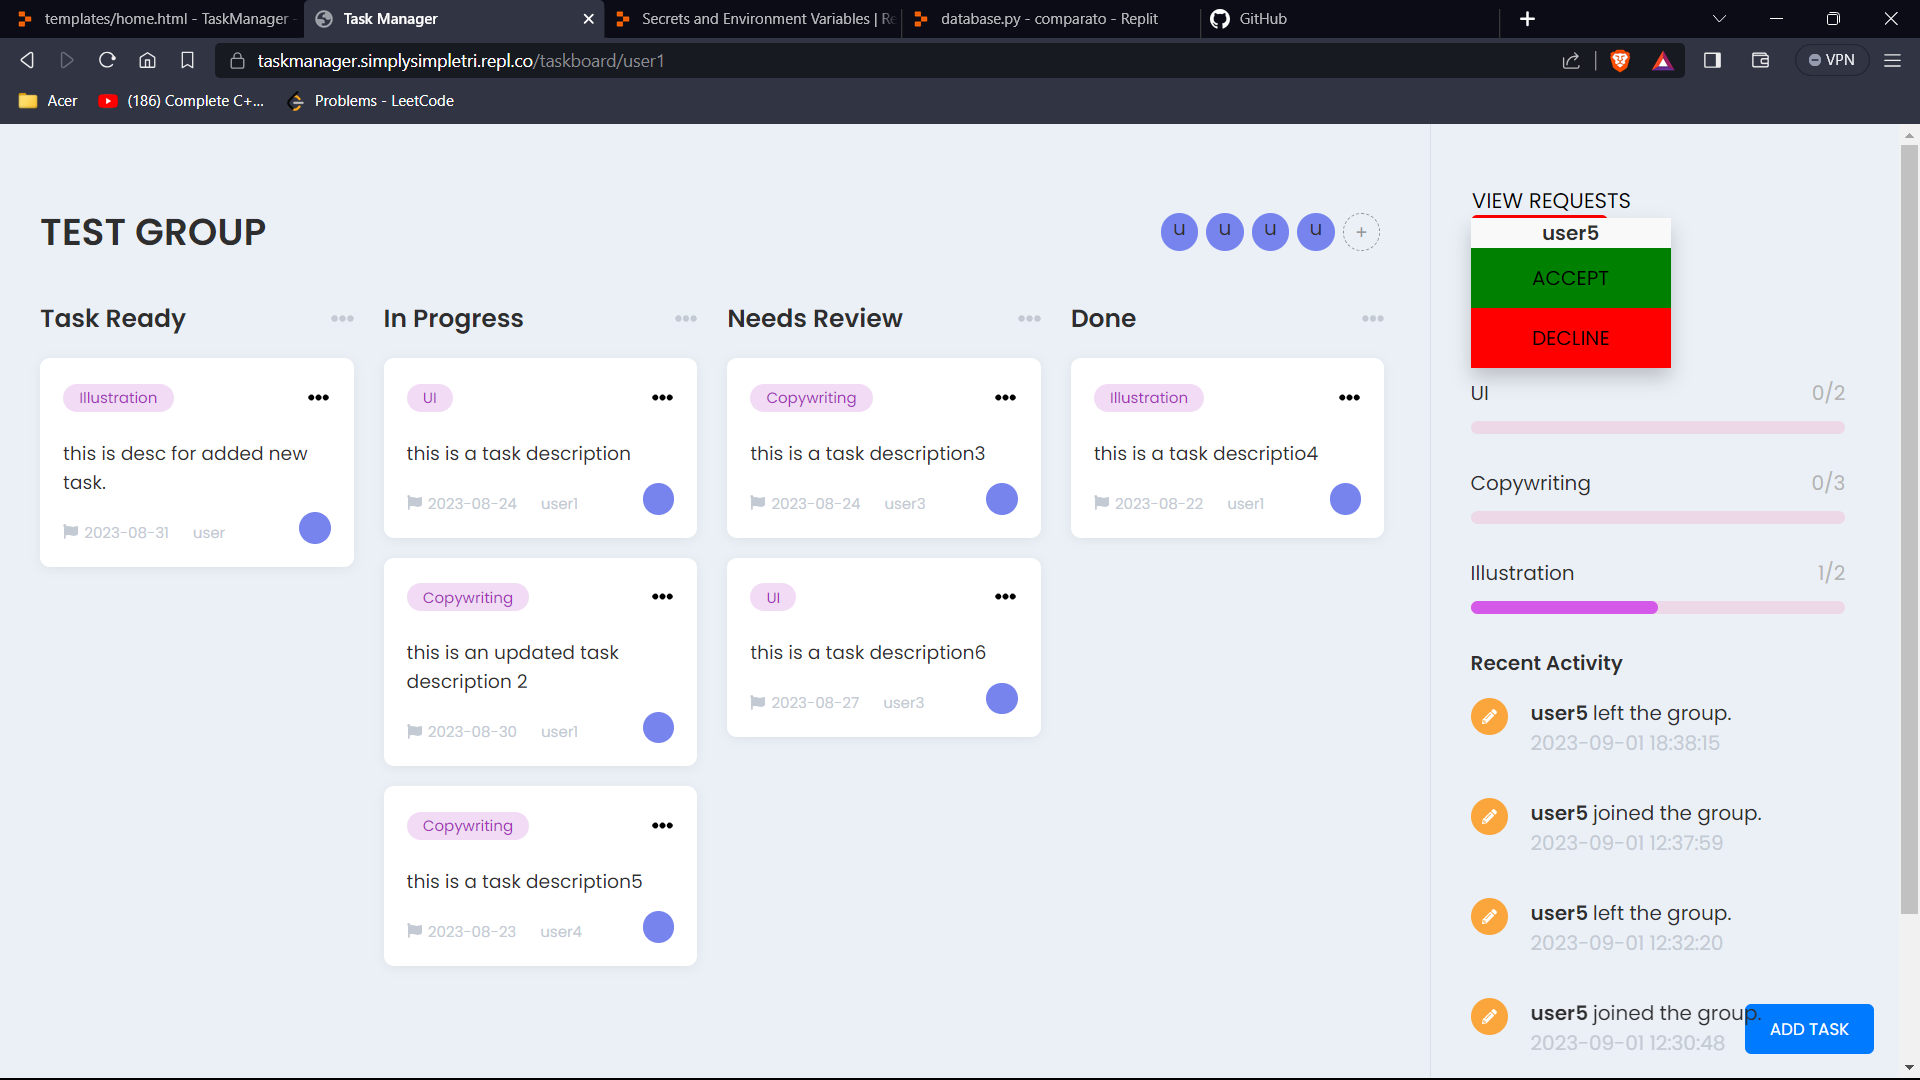 templates/home.html - TaskManager
Task Manager
Secrets and Environment Variables | Re
database.py - comparato - Replit
GitHub
taskmanager.simplysimpletri.repl.co/taskboard/user1
VPN
Acer
(186) Complete C+...
Problems - LeetCode
TEST GROUP
u u u u +
Task Ready
Illustration
this is desc for added new
task.
2023-08-31 user
In Progress
UI
this is a task description
2023-08-24 user1
Copywriting
this is an updated task
description 2
2023-08-30 user1
Copywriting
this is a task description5
2023-08-23 user4
Needs Review
Copywriting
this is a task description3
2023-08-24 user3
UI
this is a task description6
2023-08-27 user3
Done
Illustration
this is a task descriptio4
2023-08-22 user1
VIEW REQUESTS
user5
ACCEPT
DECLINE
UI 0/2
Copywriting 0/3
Illustration 1/2
Recent Activity
user5 left the group.
2023-09-01 18:38:15
user5 joined the group.
2023-09-01 12:37:59
user5 left the group.
2023-09-01 12:32:20
user5 joined the group.
2023-09-01 12:30:48
ADD TASK